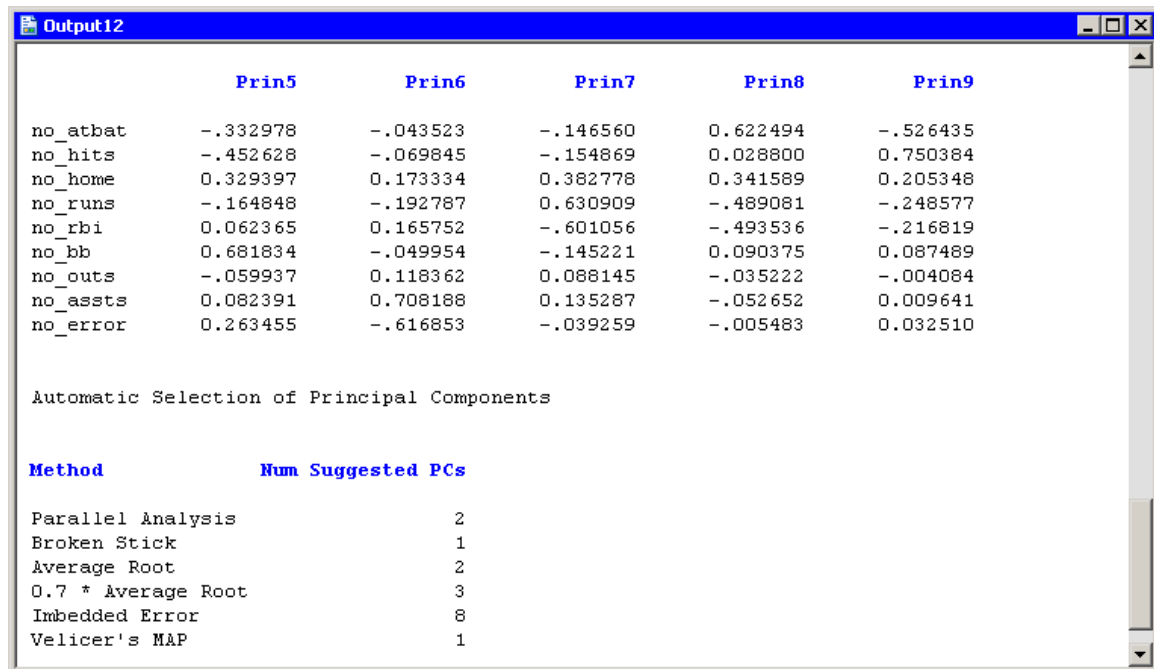 Output12
Prin5 Prin6 Prin7 Prin8 Prin9
no_atbat -.332978 -.043523 -.146560 0.622494 -.526435
no_hits -.452628 -.069845 -.154869 0.028800 0.750384
no_home 0.329397 0.173334 0.382778 0.341589 0.205348
no_runs -.164848 -.192787 0.630909 -.489081 -.248577
no_rbi 0.062365 0.165752 -.601056 -.493536 -.216819
no_bb 0.681834 -.049954 -.145221 0.090375 0.087489
no_outs -.059937 0.118362 0.088145 -.035222 -.004084
no_assts 0.082391 0.708188 0.135287 -.052652 0.009641
no_error 0.263455 -.616853 -.039259 -.005483 0.032510
Automatic Selection of Principal Components
Method Num Suggested PCs
Parallel Analysis 2
Broken Stick 1
Average Root 2
0.7 * Average Root 3
Imbedded Error 8
Velicer's MAP 1